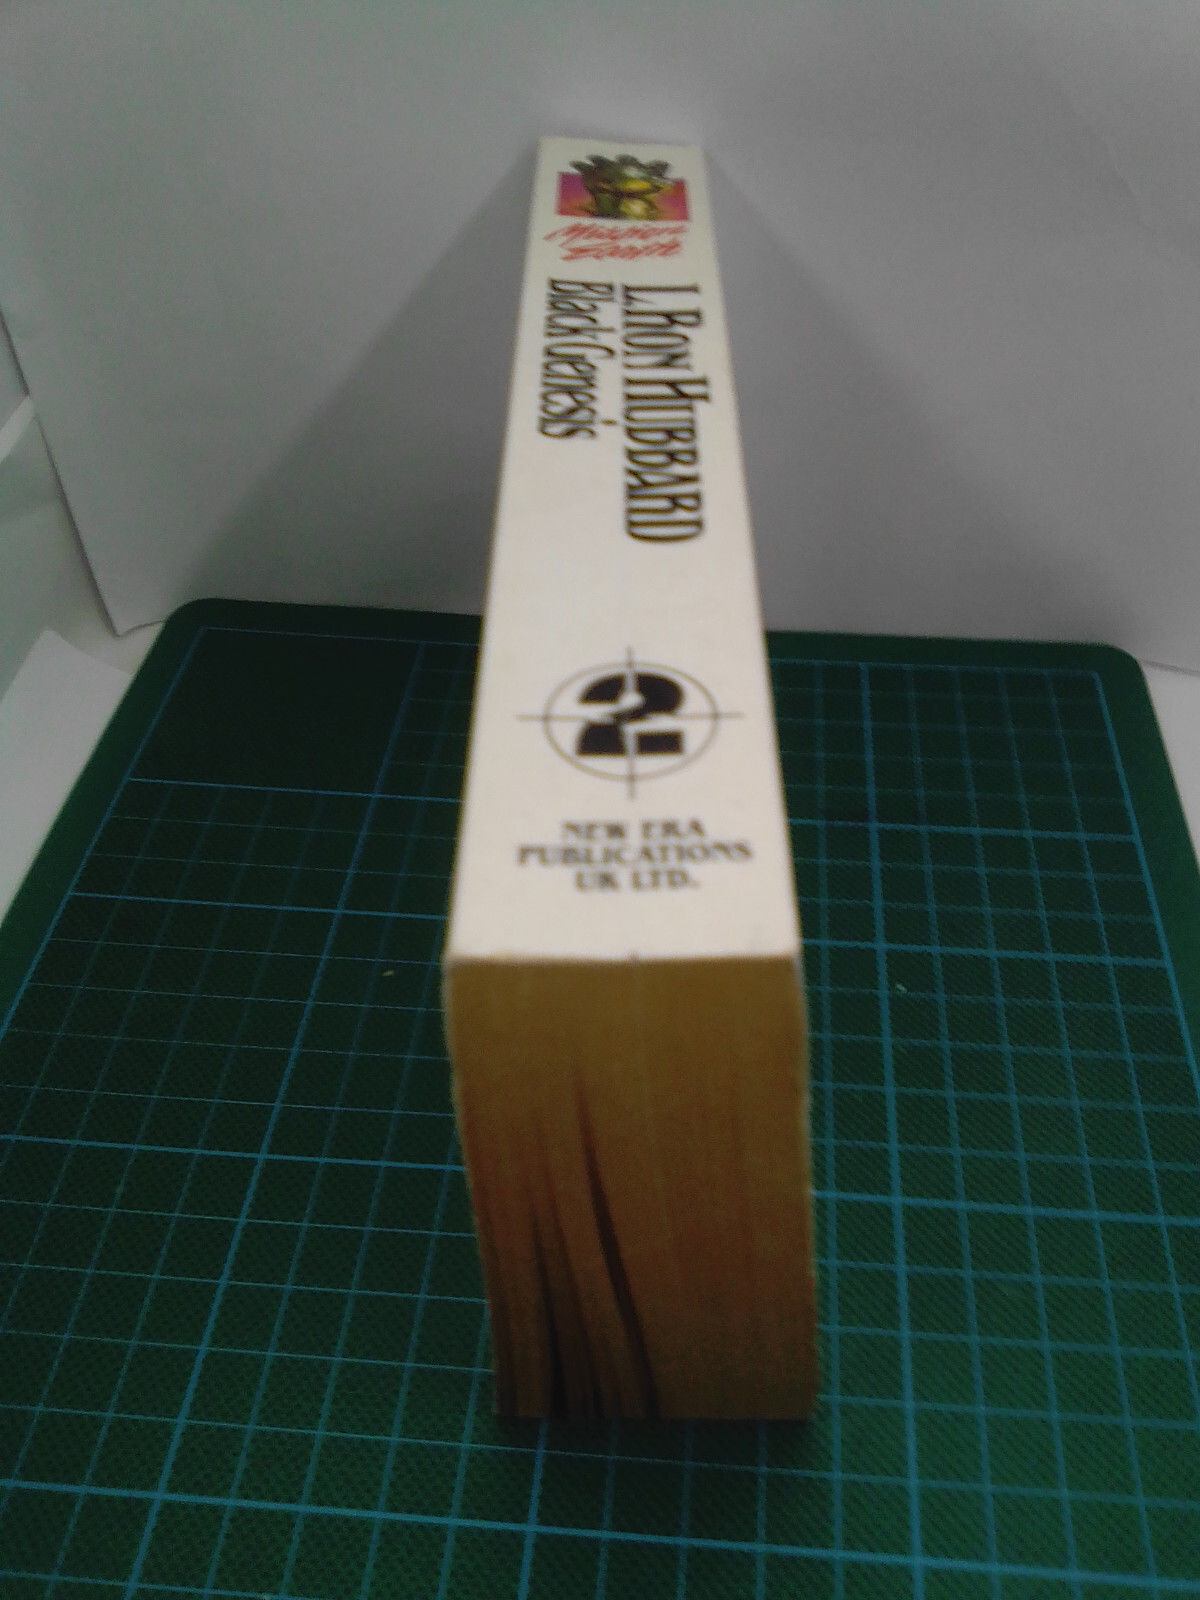 Mission
Earth
L. RON HUBBARD
Black Genesis
2
NEW ERA
PUBLICATIONS
UK LTD.